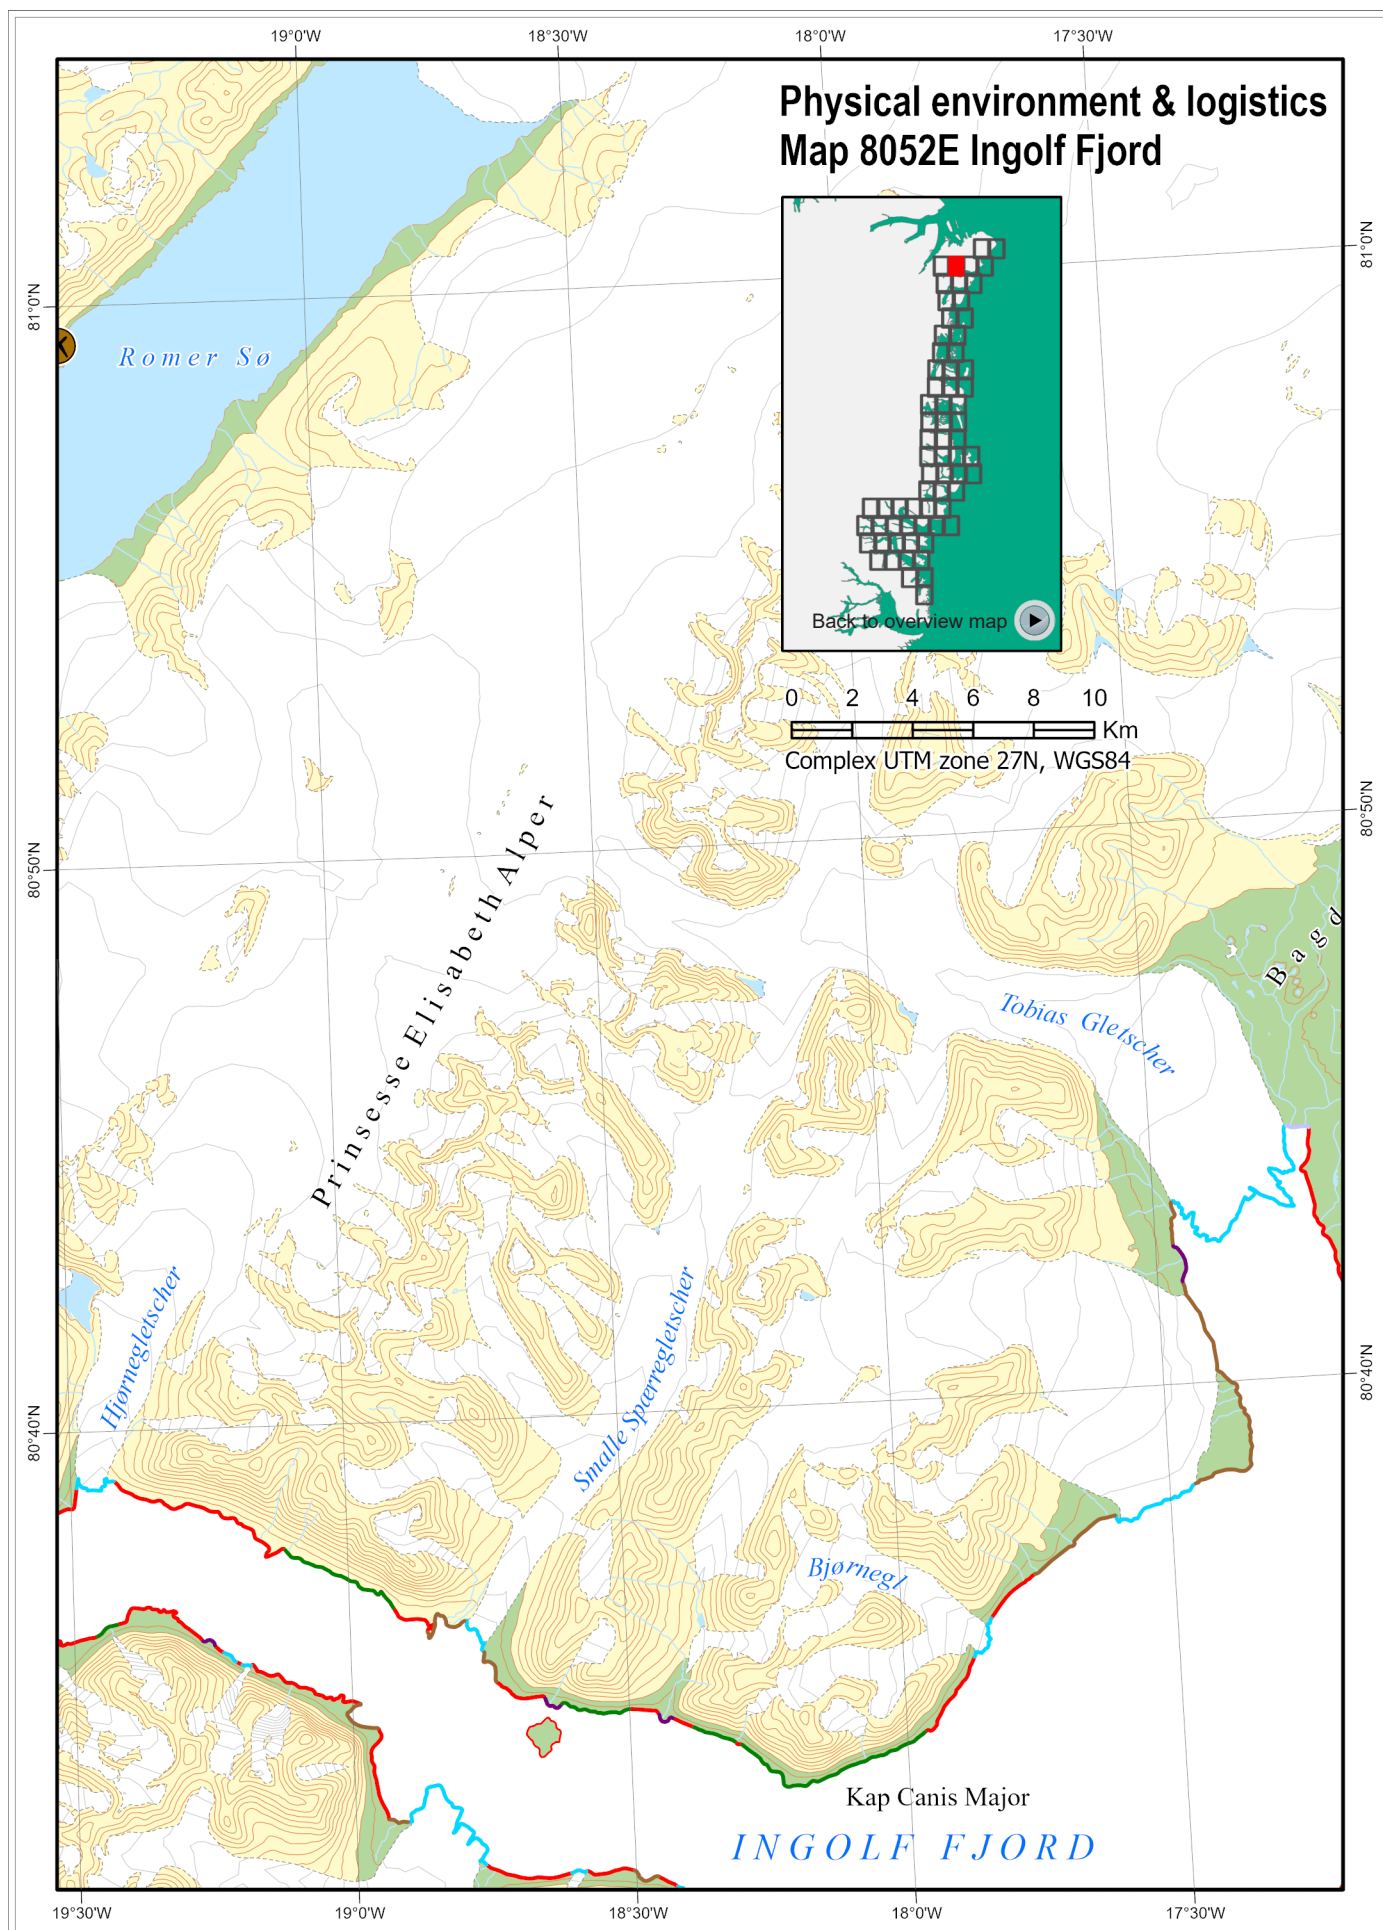 19°0'W
18°30'W
18°0'W
17°30'W
Physical environment & logistics
Map 8052E Ingolf Fjord
81°0'N
81°0'N
Romer Sø
Back to overview map
0 2 4 6 8 10
Km
Complex UTM zone 27N, WGS84
80°50'N
80°50'N
Prinsesse Elisabeth Alper
Bagd
Tobias Gletscher
Hjørnegletscher
Smalle Spærregletscher
80°40'N
80°40'N
Bjørnegl
Kap Canis Major
INGOLF FJORD
19°30'W
19°0'W
18°30'W
18°0'W
17°30'W